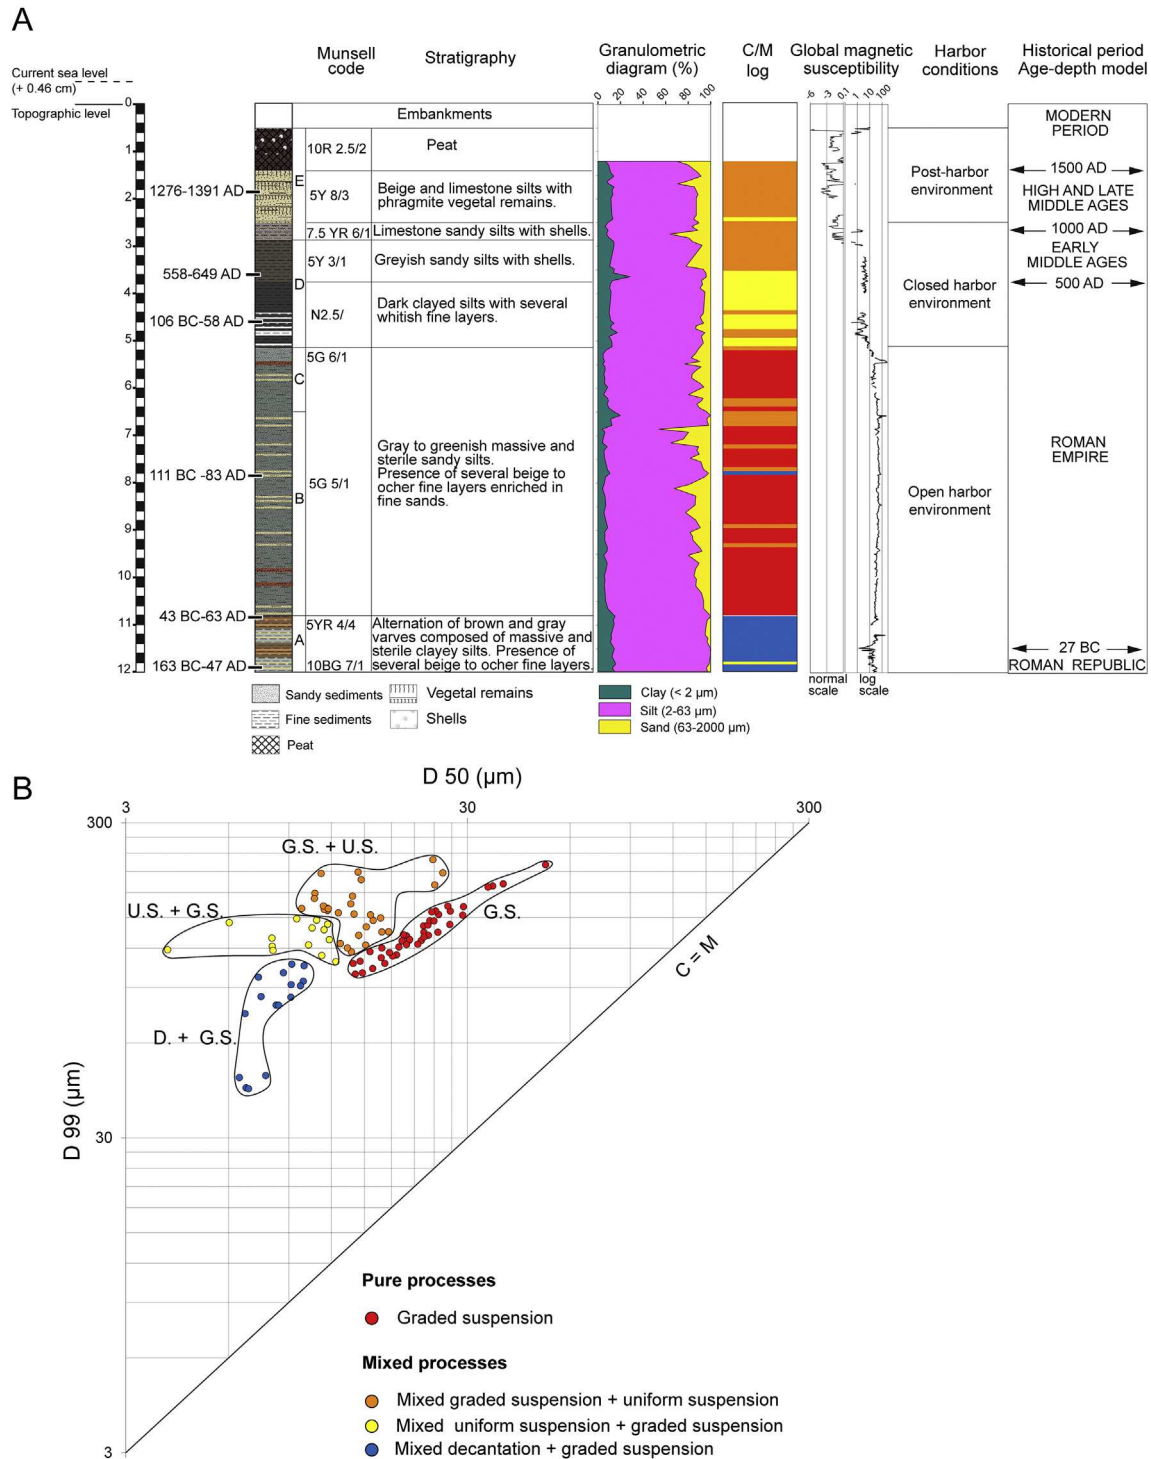 A
Munsell
code
Stratigraphy
Granulometric
diagram (%)
C/M
log
Global magnetic
susceptibility
Harbor
conditions
Historical period
Age-depth model
Current sea level
(+ 0.46 cm)
Topographic level
0 20 40 60 80 100
-5 -3 0.1 1 10 100
0
1
2
3
4
5
6
7
8
9
10
11
12
1276-1391 AD
558-649 AD
106 BC-58 AD
111 BC -83 AD
43 BC-63 AD
163 BC-47 AD
E
D
C
B
A
Embankments
10R 2.5/2
Peat
5Y 8/3
Beige and limestone silts with
phragmite vegetal remains.
7.5 YR 6/1
Limestone sandy silts with shells.
5Y 3/1
Greyish sandy silts with shells.
N2.5/
Dark clayed silts with several
whitish fine layers.
5G 6/1
5G 5/1
Gray to greenish massive and
sterile sandy silts.
Presence of several beige to
ocher fine layers enriched in
fine sands.
5YR 4/4
10BG 7/1
Alternation of brown and gray
varves composed of massive and
sterile clayey silts. Presence of
several beige to ocher fine layers.
Post-harbor
environment
Closed harbor
environment
Open harbor
environment
MODERN
PERIOD
1500 AD
HIGH AND LATE
MIDDLE AGES
1000 AD
EARLY
MIDDLE AGES
500 AD
ROMAN
EMPIRE
27 BC
ROMAN REPUBLIC
normal
scale
log
scale
Sandy sediments
Fine sediments
Peat
Vegetal remains
Shells
Clay (< 2 µm)
Silt (2-63 µm)
Sand (63-2000 µm)
B
D 50 (µm)
3
30
300
300
30
3
D 99 (µm)
G.S. + U.S.
U.S. + G.S.
G.S.
D. + G.S.
C = M
Pure processes
Graded suspension
Mixed processes
Mixed graded suspension + uniform suspension
Mixed uniform suspension + graded suspension
Mixed decantation + graded suspension